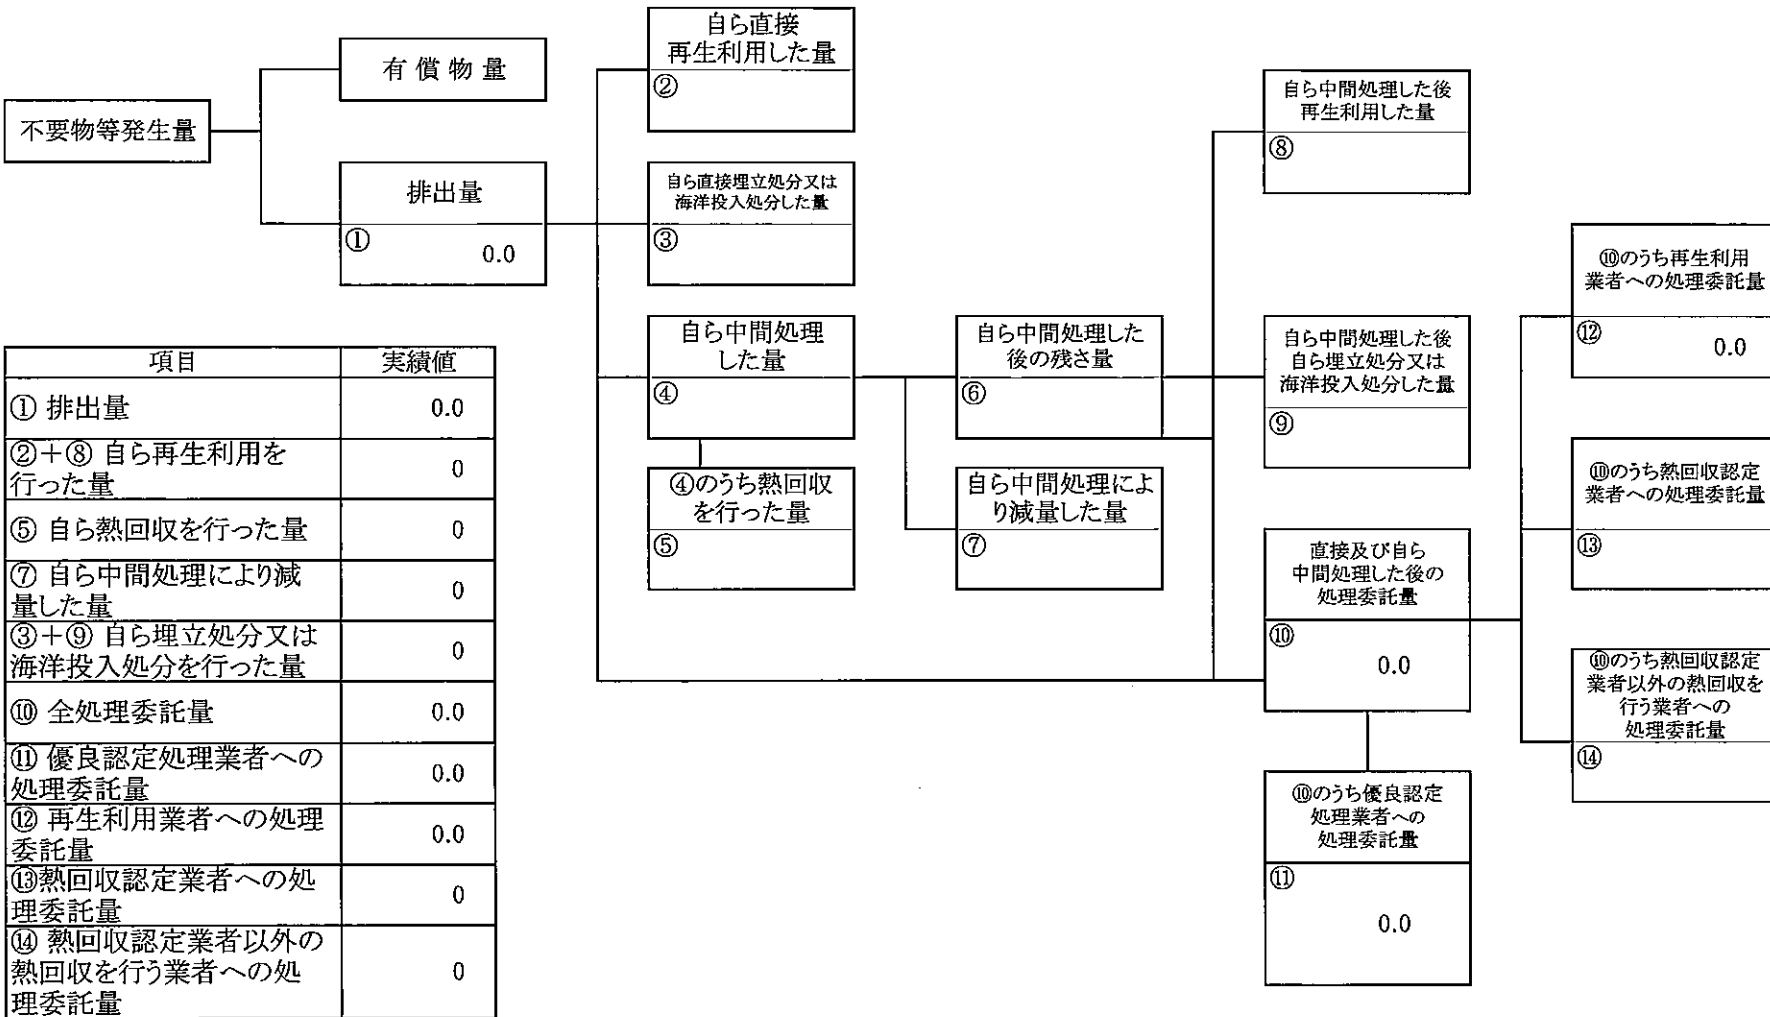 不要物等発生量
有償物量
排出量
①
0.0
自ら直接
再生利用した量
②
自ら直接埋立処分又は
海洋投入処分した量
③
自ら中間処理
した量
④
④のうち熱回収
を行った量
⑤
自ら中間処理した
後の残さ量
⑥
自ら中間処理によ
り減量した量
⑦
自ら中間処理した後
再生利用した量
⑧
自ら中間処理した後
自ら埋立処分又は
海洋投入処分した量
⑨
直接及び自ら
中間処理した後の
処理委託量
⑩
0.0
⑩のうち優良認定
処理業者への
処理委託量
⑪
0.0
⑩のうち再生利用
業者への処理委託量
⑫
0.0
⑩のうち熱回収認定
業者への処理委託量
⑬
⑩のうち熱回収認定
業者以外の熱回収を
行う業者への
処理委託量
⑭
項目 実績値
① 排出量 0.0
②+⑧ 自ら再生利用を
行った量 0
⑤ 自ら熱回収を行った量 0
⑦ 自ら中間処理により減
量した量 0
③+⑨ 自ら埋立処分又は
海洋投入処分を行った量 0
⑩ 全処理委託量 0.0
⑪ 優良認定処理業者への
処理委託量 0.0
⑫ 再生利用業者への処理
委託量 0.0
⑬熱回収認定業者への処
理委託量 0
⑭ 熱回収認定業者以外の
熱回収を行う業者への処
理委託量 0